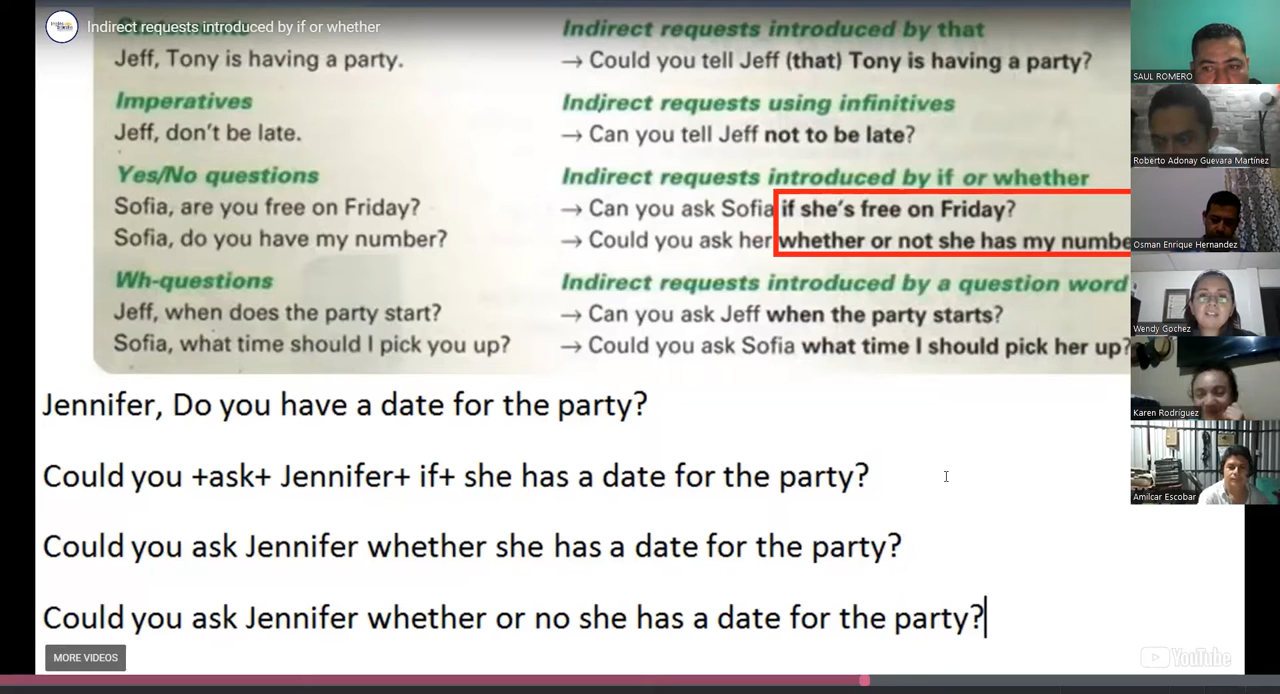 Indirect requests introduced by if or whether
Indirect requests introduced by that
Jeff, Tony is having a party.
→ Could you tell Jeff (that) Tony is having a party?
Imperatives
Indirect requests using infinitives
Jeff, don't be late.
→ Can you tell Jeff not to be late?
Yes/No questions
Indirect requests introduced by if or whether
Sofia, are you free on Friday?
→ Can you ask Sofia if she's free on Friday?
Sofia, do you have my number?
→ Could you ask her whether or not she has my numbe
Wh-questions
Indirect requests introduced by a question word
Jeff, when does the party start?
→ Can you ask Jeff when the party starts?
Sofia, what time should I pick you up?
→ Could you ask Sofia what time I should pick her up?
Jennifer, Do you have a date for the party?
Could you +ask+ Jennifer+ if+ she has a date for the party?
Could you ask Jennifer whether she has a date for the party?
Could you ask Jennifer whether or no she has a date for the party?
MORE VIDEOS
YouTube
SAUL ROMERO
Roberto Adonay Guevara Martínez
Osman Enrique Hernandez
Wendy Gochez
Karen Rodríguez
Amilcar Escobar